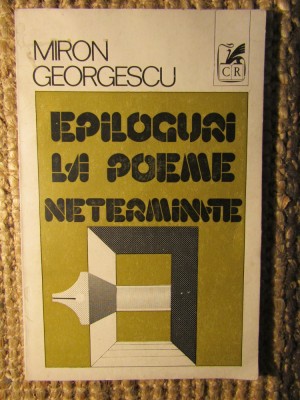 MIRON
GEORGESCU
CR
EPILOGURI
LA POEME
NETERMINATE